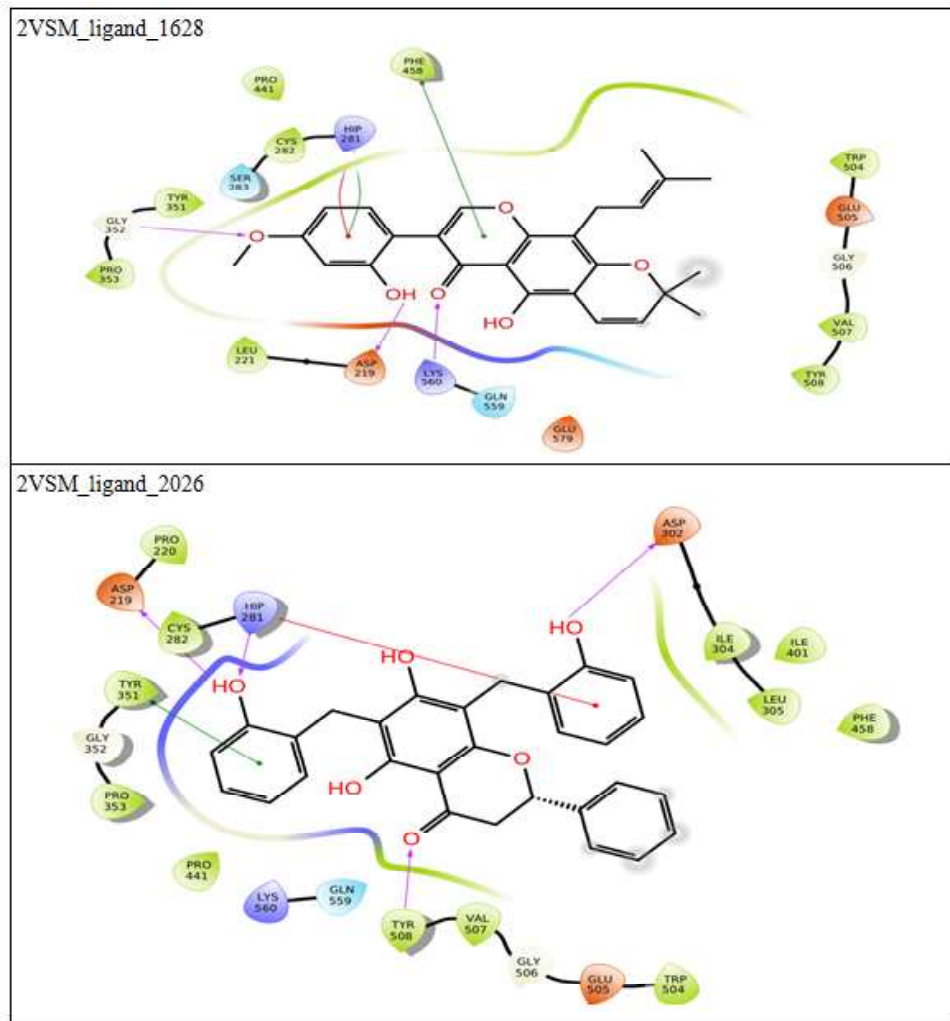 2VSM_ligand_1628
PHE
458
PRO
441
HIP
281
CYS
282
SER
283
TRP
504
TYR
351
GLU
505
GLY
352
O
O
GLY
506
PRO
353
O
OH
O
HO
VAL
507
LEU
221
ASP
219
LYS
560
TYR
508
GLN
559
GLU
579
2VSM_ligand_2026
ASP
302
PRO
220
ASP
219
HIP
281
CYS
282
HO
ILE
304
ILE
401
HO
HO
TYR
351
LEU
305
PHE
458
GLY
352
O
HO
PRO
353
O
PRO
441
LYS
560
GLN
559
TYR
508
VAL
507
GLY
506
GLU
505
TRP
504